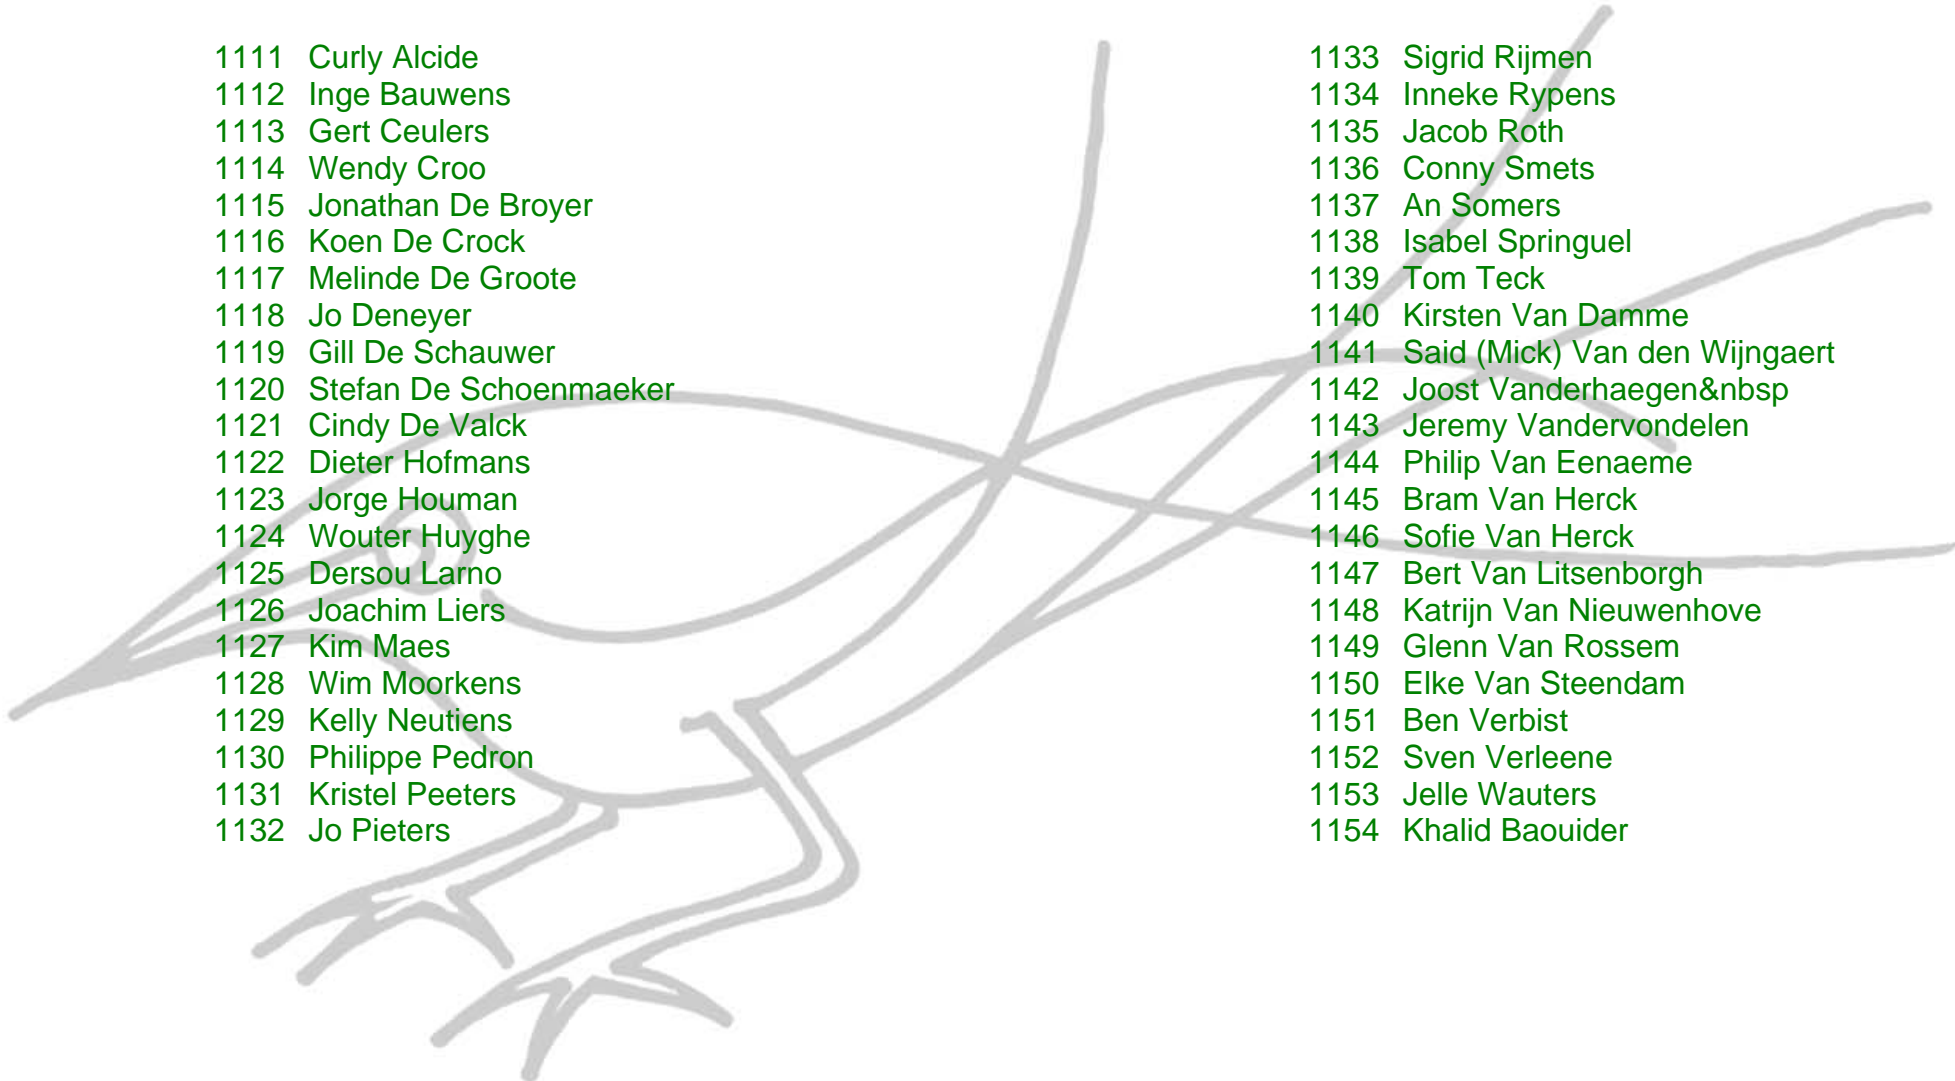 1111 Curly Alcide
1112 Inge Bauwens
1113 Gert Ceulers
1114 Wendy Croo
1115 Jonathan De Broyer
1116 Koen De Crock
1117 Melinde De Groote
1118 Jo Deneyer
1119 Gill De Schauwer
1120 Stefan De Schoenmaeker
1121 Cindy De Valck
1122 Dieter Hofmans
1123 Jorge Houman
1124 Wouter Huyghe
1125 Dersou Larno
1126 Joachim Liers
1127 Kim Maes
1128 Wim Moorkens
1129 Kelly Neutiens
1130 Philippe Pedron
1131 Kristel Peeters
1132 Jo Pieters
1133 Sigrid Rijmen
1134 Inneke Rypens
1135 Jacob Roth
1136 Conny Smets
1137 An Somers
1138 Isabel Springuel
1139 Tom Teck
1140 Kirsten Van Damme
1141 Said (Mick) Van den Wijngaert
1142 Joost Vanderhaegen&nbsp
1143 Jeremy Vandervondelen
1144 Philip Van Eenaeme
1145 Bram Van Herck
1146 Sofie Van Herck
1147 Bert Van Litsenborgh
1148 Katrijn Van Nieuwenhove
1149 Glenn Van Rossem
1150 Elke Van Steendam
1151 Ben Verbist
1152 Sven Verleene
1153 Jelle Wauters
1154 Khalid Baouider